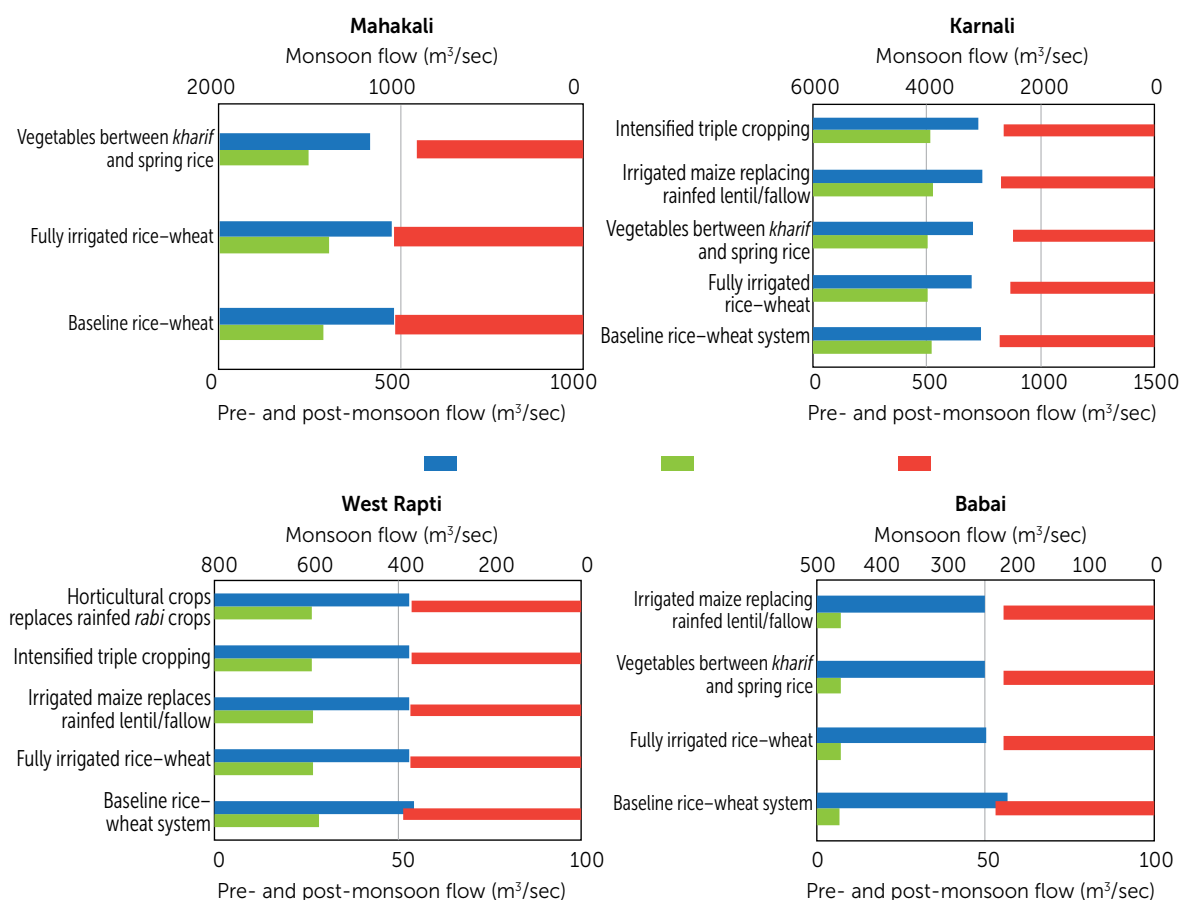 Mahakali
Monsoon flow (m³/sec)
2000 1000 0
Vegetables bertween kharif
and spring rice
Fully irrigated rice–wheat
Baseline rice–wheat
0 500 1000
Pre- and post-monsoon flow (m³/sec)
Karnali
Monsoon flow (m³/sec)
6000 4000 2000 0
Intensified triple cropping
Irrigated maize replacing
rainfed lentil/fallow
Vegetables bertween kharif
and spring rice
Fully irrigated
rice–wheat
Baseline rice–wheat system
0 500 1000 1500
Pre- and post-monsoon flow (m³/sec)
West Rapti
Monsoon flow (m³/sec)
800 600 400 200 0
Horticultural crops
replaces rainfed rabi crops
Intensified triple cropping
Irrigated maize replaces
rainfed lentil/fallow
Fully irrigated rice–wheat
Baseline rice–
wheat system
0 50 100
Pre- and post-monsoon flow (m³/sec)
Babai
Monsoon flow (m³/sec)
500 400 300 200 100 0
Irrigated maize replacing
rainfed lentil/fallow
Vegetables bertween kharif
and spring rice
Fully irrigated rice–wheat
Baseline rice–wheat system
0 50 100
Pre- and post-monsoon flow (m³/sec)